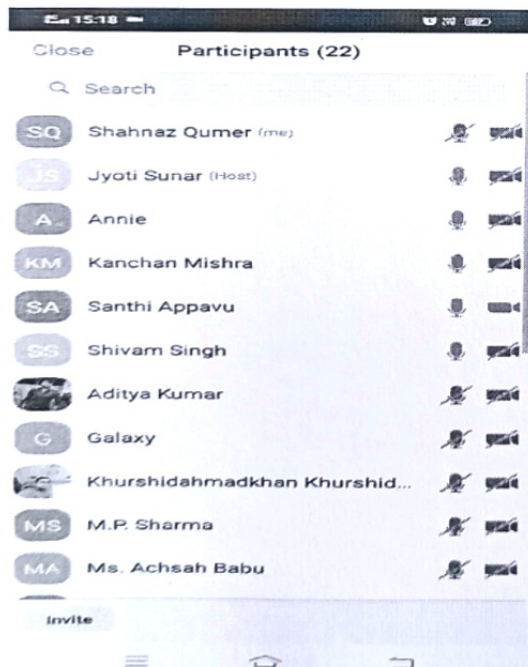 15:18
Close Participants (22)
Search
SQ Shahnaz Qumer (me)
JS Jyoti Sunar (Host)
A Annie
KM Kanchan Mishra
SA Santhi Appavu
SS Shivam Singh
Aditya Kumar
G Galaxy
Khurshidahmadkhan Khurshid...
MS M.P. Sharma
MA Ms. Achsah Babu
Invite